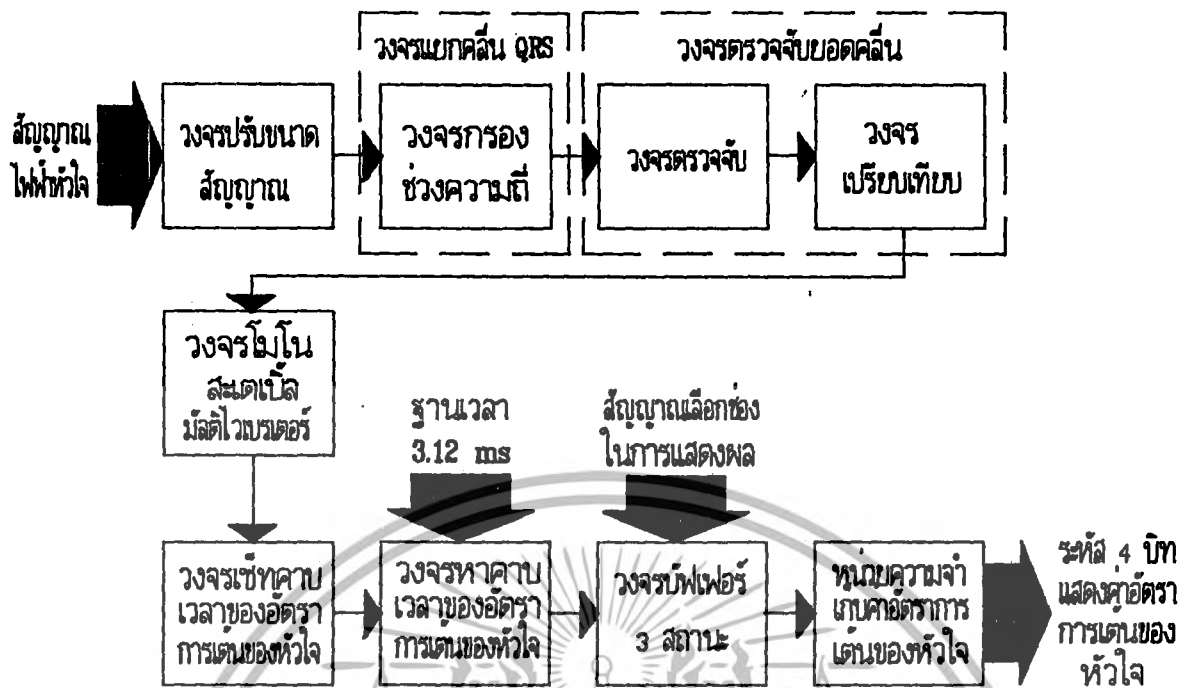 วงจรแยกคลื่น QRS
วงจรตรวจจับยอดคลื่น
สัญญาณ
ไฟฟ้าหัวใจ
วงจรปรับขนาด
สัญญาณ
วงจรกรอง
ช่วงความถี่
วงจรตรวจจับ
วงจร
เปรียบเทียบ
วงจรโมโน
สะเตเบิ้ล
มัลติไวเบรเตอร์
ฐานเวลา
3.12 ms
สัญญาณเลือกช่อง
ในการแสดงผล
วงจรเซ็ทคาบ
เวลาของอัตรา
การเต้นของหัวใจ
วงจรหาคาบ
เวลาของอัตรา
การเต้นของหัวใจ
วงจรบัฟเฟอร์
3 สถานะ
หน่วยความจำ
เก็บค่าอัตราการ
เต้นของหัวใจ
รหัส 4 บิท
แสดงค่าอัตรา
การเต้นของ
หัวใจ